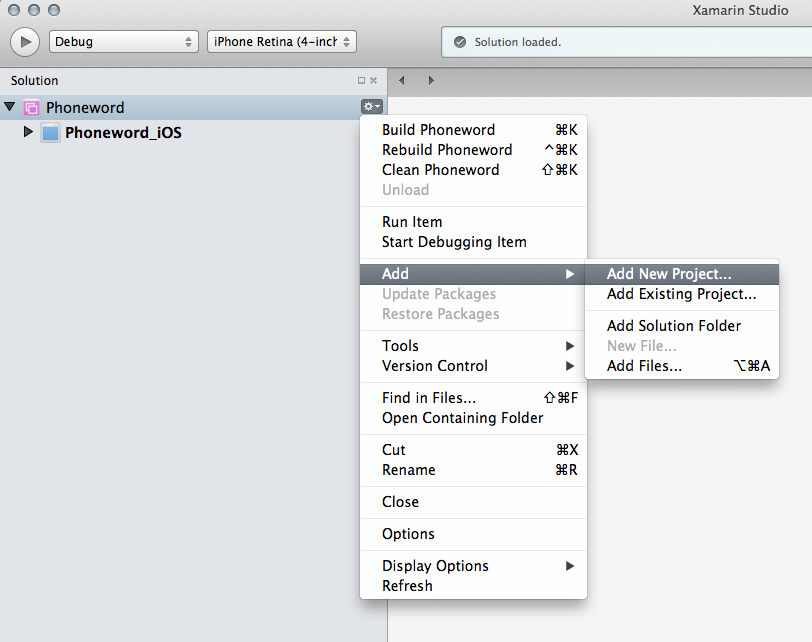 Xamarin Studio
Debug
iPhone Retina (4-inch
Solution loaded.
Solution
Phoneword
Phoneword_iOS
Build Phoneword ⌘K
Rebuild Phoneword ^⌘K
Clean Phoneword ⇧⌘K
Unload
Run Item
Start Debugging Item
Add
Update Packages
Restore Packages
Tools
Version Control
Find in Files... ⇧⌘F
Open Containing Folder
Cut ⌘X
Rename ⌘R
Close
Options
Display Options
Refresh
Add New Project...
Add Existing Project...
Add Solution Folder
New File...
Add Files... ⌥⌘A